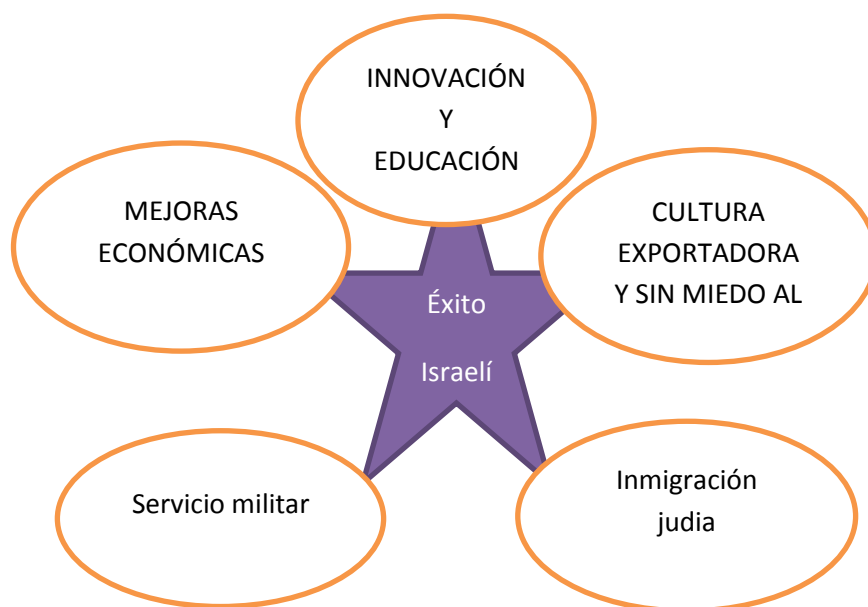 INNOVACIÓN
Y
EDUCACIÓN
MEJORAS
ECONÓMICAS
CULTURA
EXPORTADORA
Y SIN MIEDO AL
Éxito
Israelí
Servicio militar
Inmigración
judia